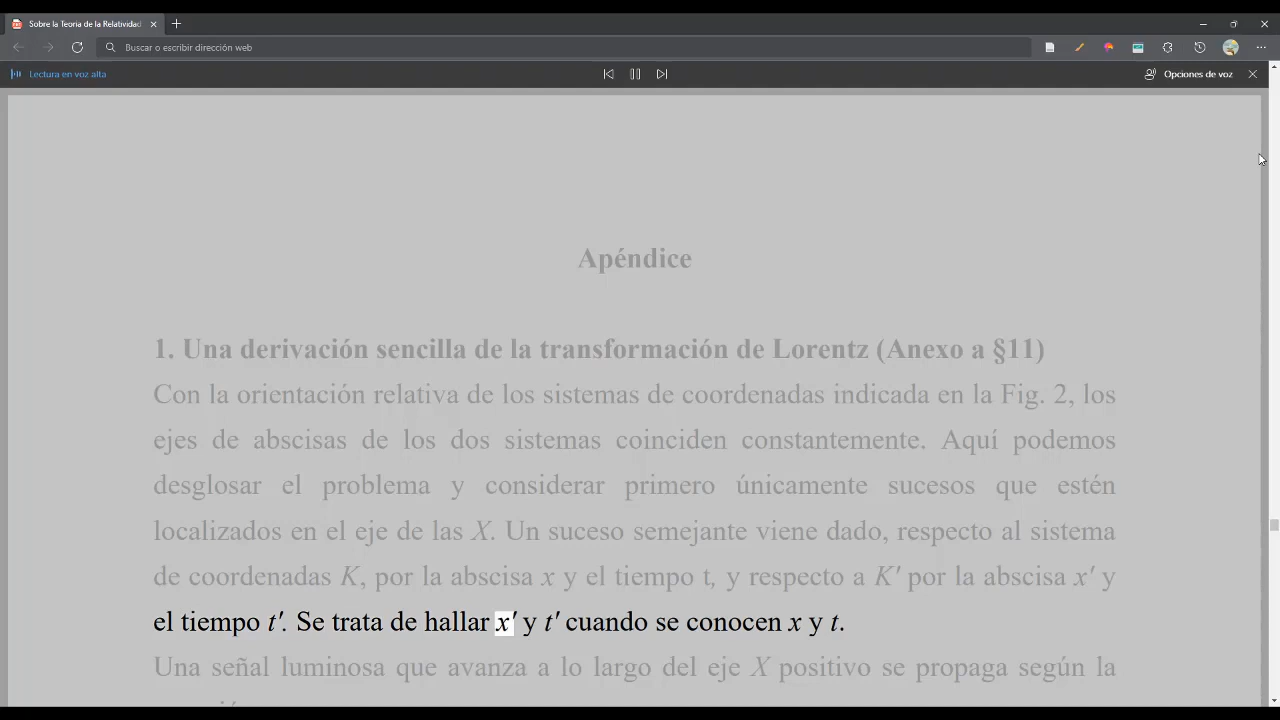 Sobre la Teoría de la Relatividad
Buscar o escribir dirección web
Lectura en voz alta
Opciones de voz
Apéndice
1. Una derivación sencilla de la transformación de Lorentz (Anexo a §11)
Con la orientación relativa de los sistemas de coordenadas indicada en la Fig. 2, los
ejes de abscisas de los dos sistemas coinciden constantemente. Aquí podemos
desglosar el problema y considerar primero únicamente sucesos que estén
localizados en el eje de las X. Un suceso semejante viene dado, respecto al sistema
de coordenadas K, por la abscisa x y el tiempo t, y respecto a K′ por la abscisa x′ y
el tiempo t′. Se trata de hallar x′ y t′ cuando se conocen x y t.
Una señal luminosa que avanza a lo largo del eje X positivo se propaga según la